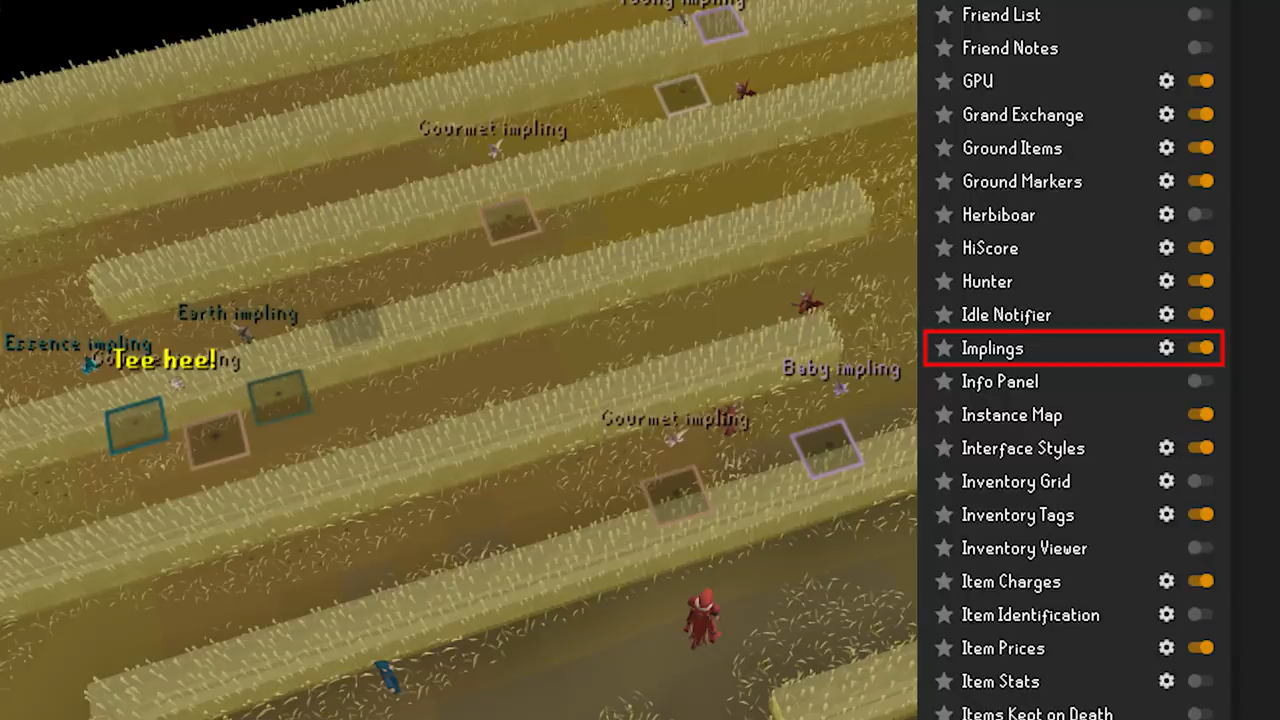 Young impling
Gourmet impling
Earth impling
Essence impling
Tee hee!
Baby impling
Gourmet impling
Friend List
Friend Notes
GPU
Grand Exchange
Ground Items
Ground Markers
Herbiboar
HiScore
Hunter
Idle Notifier
Implings
Info Panel
Instance Map
Interface Styles
Inventory Grid
Inventory Tags
Inventory Viewer
Item Charges
Item Identification
Item Prices
Item Stats
Items Kept on Death